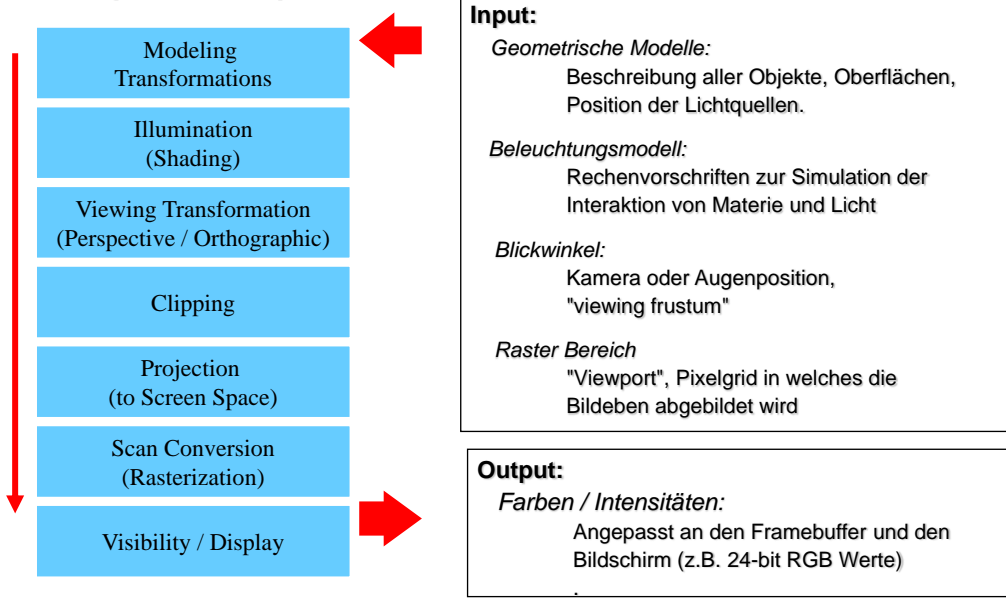 Modeling
Transformations
Illumination
(Shading)
Viewing Transformation
(Perspective / Orthographic)
Clipping
Projection
(to Screen Space)
Scan Conversion
(Rasterization)
Visibility / Display
Input:
Geometrische Modelle:
Beschreibung aller Objekte, Oberflächen,
Position der Lichtquellen.
Beleuchtungsmodell:
Rechenvorschriften zur Simulation der
Interaktion von Materie und Licht
Blickwinkel:
Kamera oder Augenposition,
"viewing frustum"
Raster Bereich
"Viewport", Pixelgrid in welches die
Bildeben abgebildet wird
Output:
Farben / Intensitäten:
Angepasst an den Framebuffer und den
Bildschirm (z.B. 24-bit RGB Werte)
.